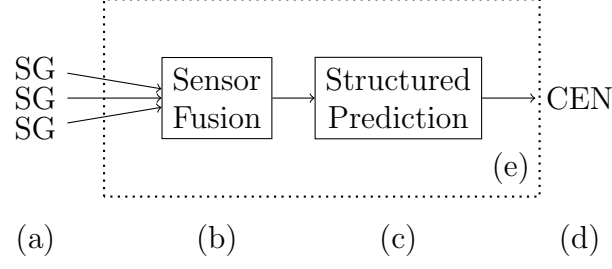 SG
SG
SG
Sensor
Fusion
Structured
Prediction
CEN
(e)
(a)
(b)
(c)
(d)